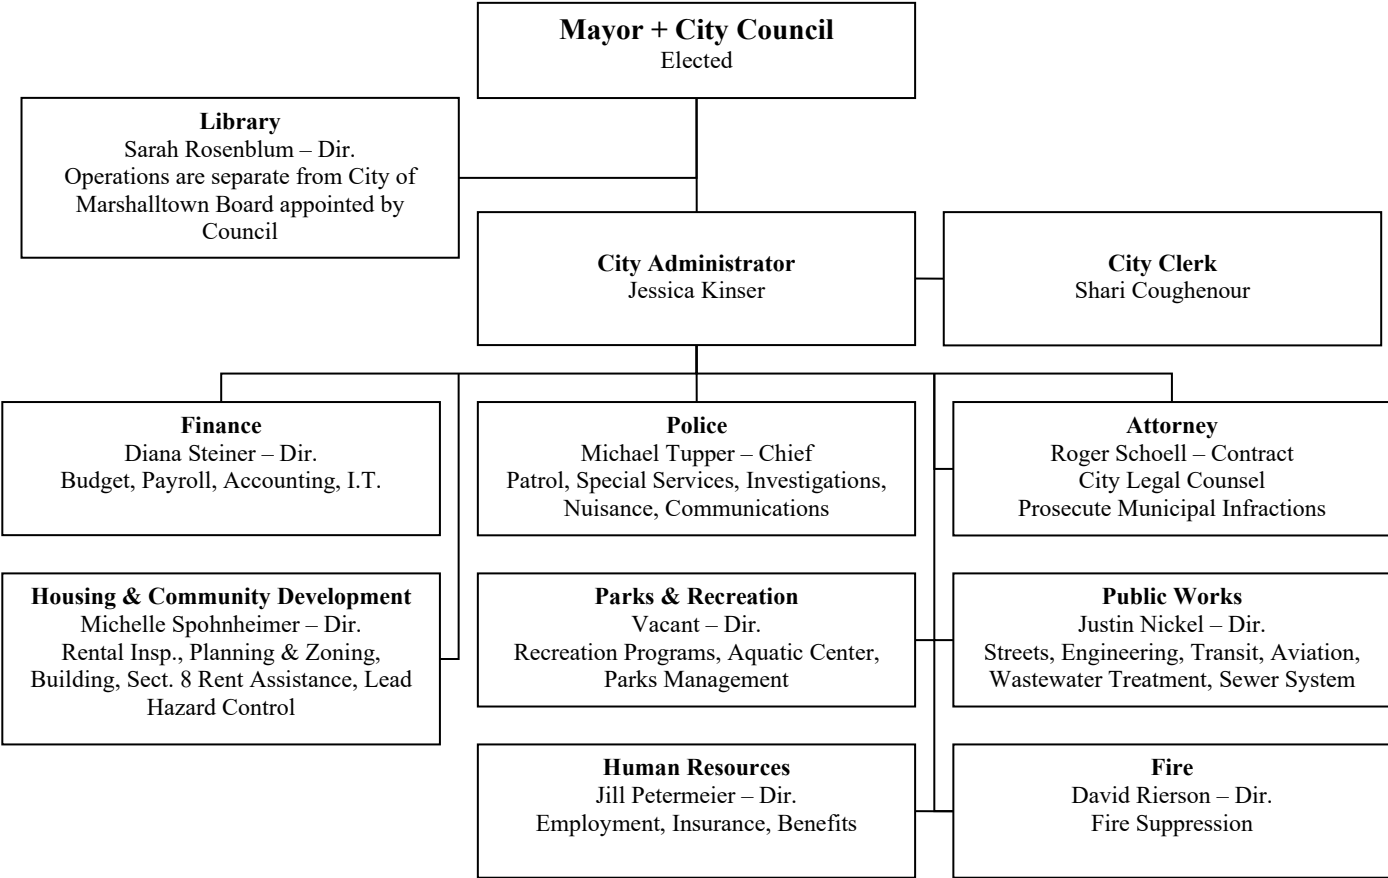 Mayor + City Council
Elected
Library
Sarah Rosenblum – Dir.
Operations are separate from City of
Marshalltown Board appointed by
Council
City Administrator
Jessica Kinser
City Clerk
Shari Coughenour
Finance
Diana Steiner – Dir.
Budget, Payroll, Accounting, I.T.
Police
Michael Tupper – Chief
Patrol, Special Services, Investigations,
Nuisance, Communications
Attorney
Roger Schoell – Contract
City Legal Counsel
Prosecute Municipal Infractions
Housing & Community Development
Michelle Spohnheimer – Dir.
Rental Insp., Planning & Zoning,
Building, Sect. 8 Rent Assistance, Lead
Hazard Control
Parks & Recreation
Vacant – Dir.
Recreation Programs, Aquatic Center,
Parks Management
Public Works
Justin Nickel – Dir.
Streets, Engineering, Transit, Aviation,
Wastewater Treatment, Sewer System
Human Resources
Jill Petermeier – Dir.
Employment, Insurance, Benefits
Fire
David Rierson – Dir.
Fire Suppression